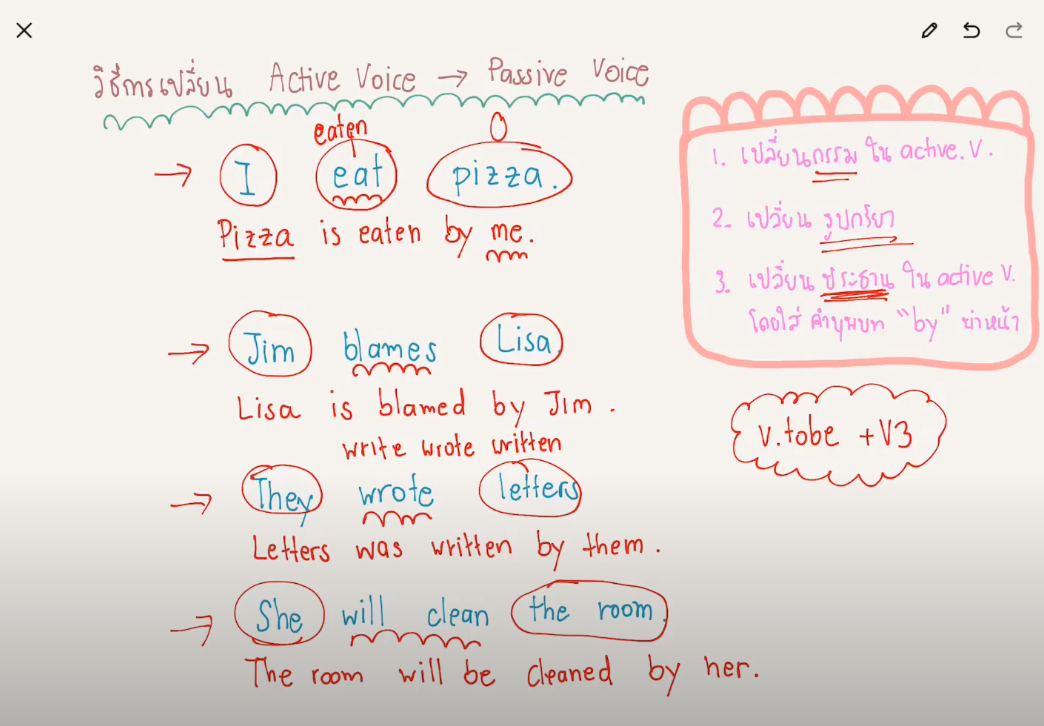 วิธีการเปลี่ยน Active Voice → Passive Voice
eaten O
→ I eat pizza.
Pizza is eaten by me.
→ Jim blames Lisa.
Lisa is blamed by Jim.
write wrote written
→ They wrote letters
Letters was written by them.
→ She will clean the room.
The room will be cleaned by her.
1. เปลี่ยนกรรม ใน active. V.
2. เปลี่ยน รูปกริยา
3. เปลี่ยน ประธาน ใน active V.
โดยใส่ คำบุพบท "by" นำหน้า
v.tobe +V3